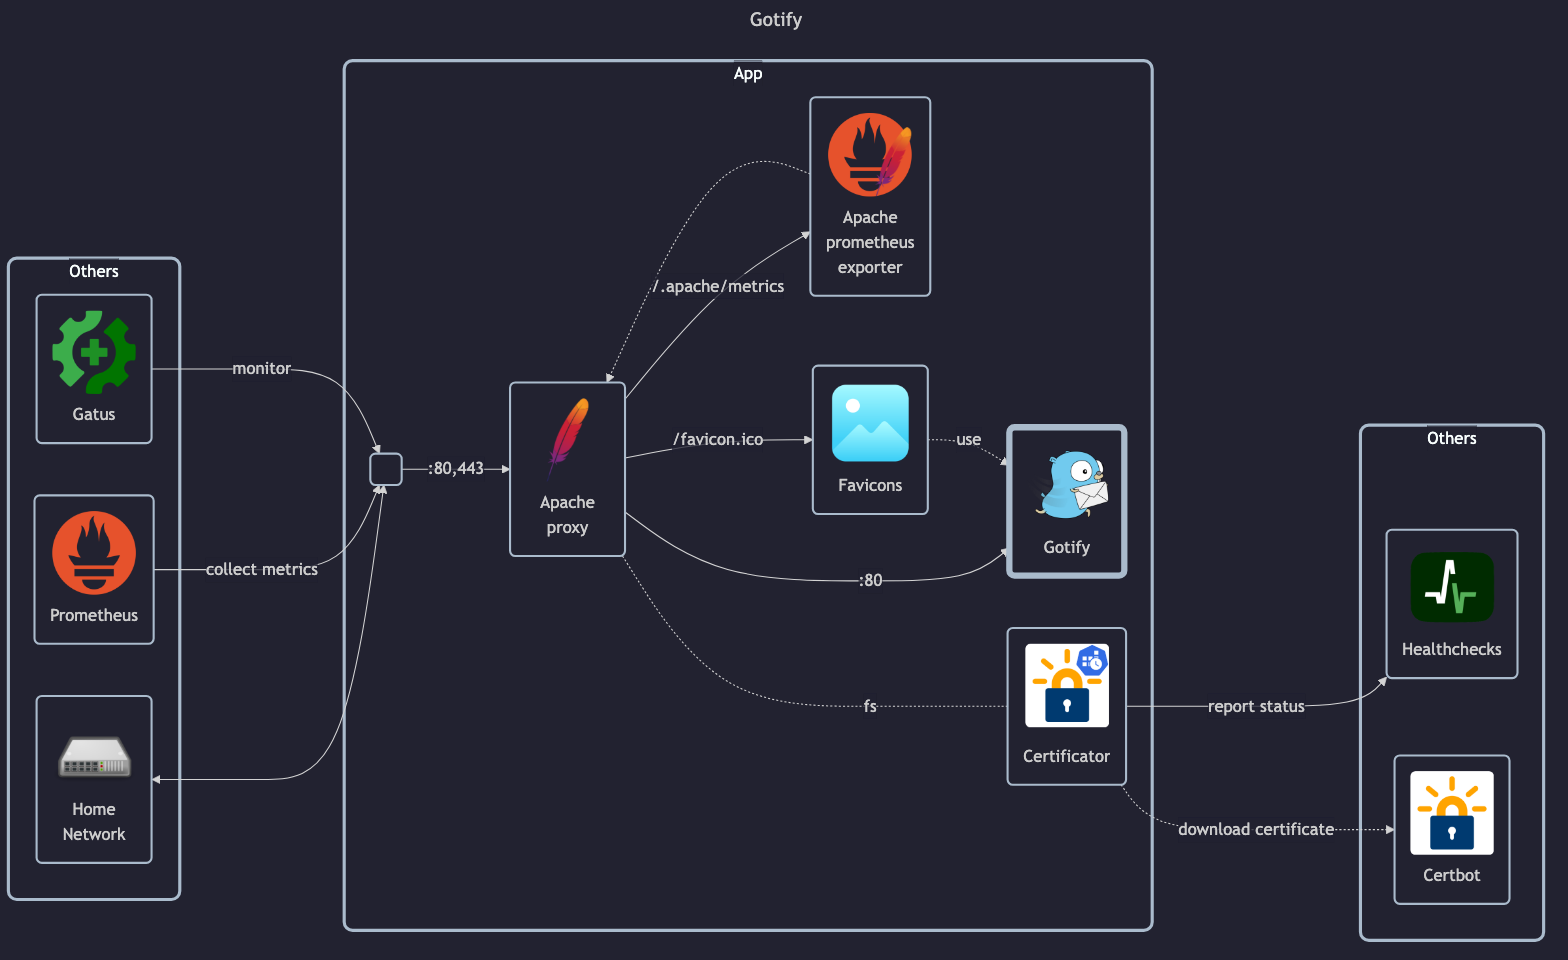 Gotify
App
Apache
prometheus
exporter
/.apache/metrics
Others
Gatus
monitor
:80,443
Apache
proxy
/favicon.ico
Favicons
use
Gotify
:80
Prometheus
collect metrics
Home
Network
fs
Certificator
report status
download certificate
Others
Healthchecks
Certbot